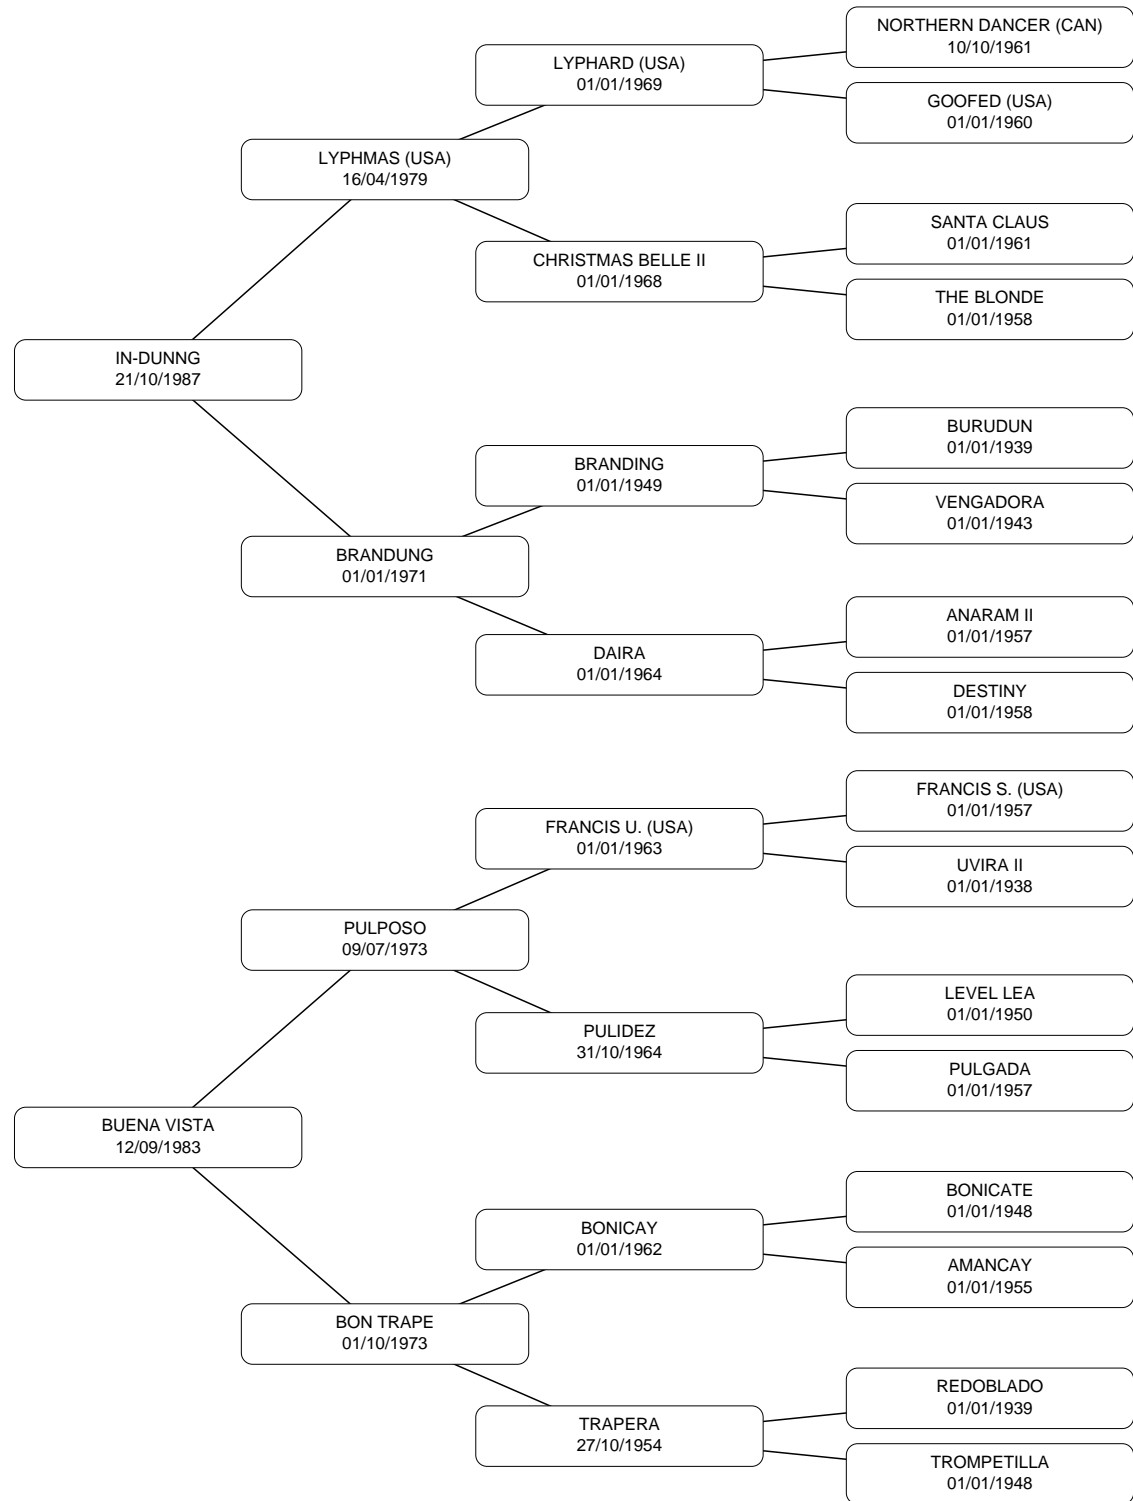 NORTHERN DANCER (CAN)
10/10/1961
LYPHARD (USA)
01/01/1969
GOOFED (USA)
01/01/1960
LYPHMAS (USA)
16/04/1979
SANTA CLAUS
01/01/1961
CHRISTMAS BELLE II
01/01/1968
THE BLONDE
01/01/1958
IN-DUNNG
21/10/1987
BURUDUN
01/01/1939
BRANDING
01/01/1949
VENGADORA
01/01/1943
BRANDUNG
01/01/1971
ANARAM II
01/01/1957
DAIRA
01/01/1964
DESTINY
01/01/1958
FRANCIS S. (USA)
01/01/1957
FRANCIS U. (USA)
01/01/1963
UVIRA II
01/01/1938
PULPOSO
09/07/1973
LEVEL LEA
01/01/1950
PULIDEZ
31/10/1964
PULGADA
01/01/1957
BUENA VISTA
12/09/1983
BONICATE
01/01/1948
BONICAY
01/01/1962
AMANCAY
01/01/1955
BON TRAPE
01/10/1973
REDOBLADO
01/01/1939
TRAPERA
27/10/1954
TROMPETILLA
01/01/1948